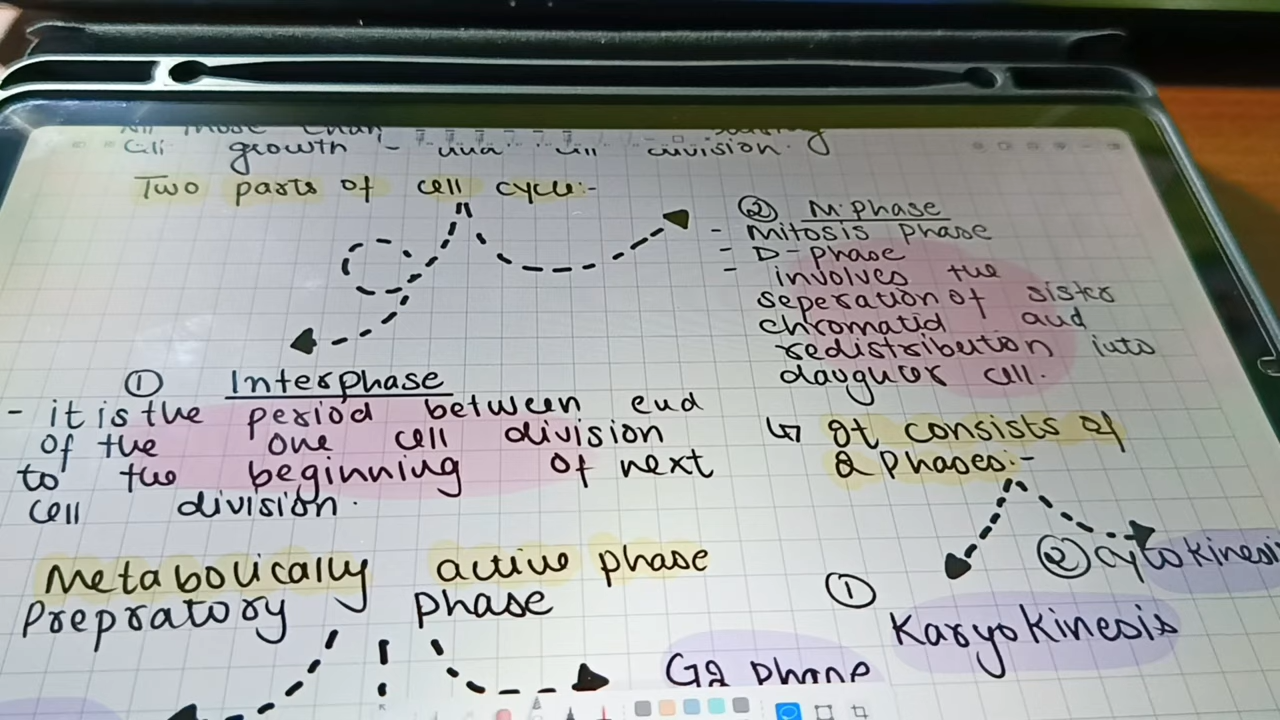 growth - cell division.
Two parts of cell cycle:-
② M-phase
- Mitosis phase
- D-phase
- involves the
seperation of sister
chromatid and
redistribution into
daughter cell.
① Interphase
- it is the period between end
of the one cell division
to the beginning of next
cell division.
↳ It consists of
2 phases:-
② cytokinesis
①
Karyokinesis
Metabolically active phase
Prepratory phase
G2 phase